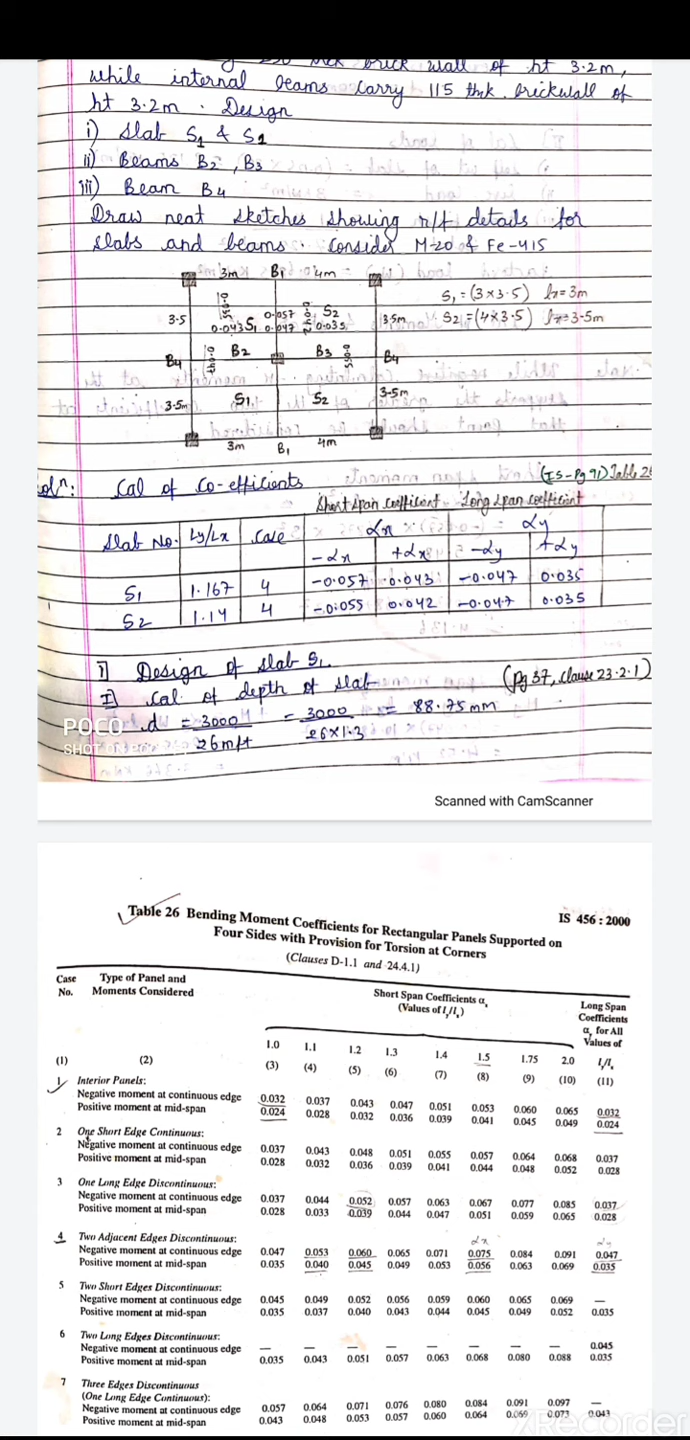 brick wall of ht 3.2m,
while internal beams carry 115 thk. brickwall of
ht 3.2m. Design
i) Slab S1 & S2
ii) Beams B2, B3
iii) Beam B4
Draw neat sketches showing r/f details for
slabs and beams. Consider M-20 & Fe-415
3m B1 4m
S1 = (3 x 3.5) lx = 3m
S2 = (4 x 3.5) lx = 3.5m
3.5 0.057 S2 3.5m
0.043 S1 0.047 0.035
B4 B2 B3 B4
3.5m S1 S2 3.5m
3m B1 4m
Soln: Cal of Co-efficients (IS-Pg 91) Table 26
Short span coefficient Long span coefficient
Slab No. Ly/Lx Case αx αy
-αx +αx -αy +αy
S1 1.167 4 -0.057 0.043 -0.047 0.035
S2 1.14 4 -0.055 0.042 -0.047 0.035
i) Design of slab S1.
I) Cal of depth of slab (Pg 37, clause 23.2.1)
d = 3000 = 3000 = 88.75 mm
26 m/f 26 x 1.3
POCO
SHOT
Scanned with CamScanner
IS 456 : 2000
Table 26 Bending Moment Coefficients for Rectangular Panels Supported on
Four Sides with Provision for Torsion at Corners
(Clauses D-1.1 and 24.4.1)
Case No. Type of Panel and Moments Considered Short Span Coefficients αx (Values of ly/lx) Long Span Coefficients αy for All Values of ly/lx
1.0 1.1 1.2 1.3 1.4 1.5 1.75 2.0
(1) (2) (3) (4) (5) (6) (7) (8) (9) (10) (11)
1 Interior Panels:
Negative moment at continuous edge 0.032 0.037 0.043 0.047 0.051 0.053 0.060 0.065 0.032
Positive moment at mid-span 0.024 0.028 0.032 0.036 0.039 0.041 0.045 0.049 0.024
2 One Short Edge Continuous:
Negative moment at continuous edge 0.037 0.043 0.048 0.051 0.055 0.057 0.064 0.068 0.037
Positive moment at mid-span 0.028 0.032 0.036 0.039 0.041 0.044 0.048 0.052 0.028
3 One Long Edge Discontinuous:
Negative moment at continuous edge 0.037 0.044 0.052 0.057 0.063 0.067 0.077 0.085 0.037
Positive moment at mid-span 0.028 0.033 0.039 0.044 0.047 0.051 0.059 0.065 0.028
4 Two Adjacent Edges Discontinuous: αx
Negative moment at continuous edge 0.047 0.053 0.060 0.065 0.071 0.075 0.084 0.091 0.047
Positive moment at mid-span 0.035 0.040 0.045 0.049 0.053 0.056 0.063 0.069 0.035
5 Two Short Edges Discontinuous:
Negative moment at continuous edge 0.045 0.049 0.052 0.056 0.059 0.060 0.065 0.069 —
Positive moment at mid-span 0.035 0.037 0.040 0.043 0.044 0.045 0.049 0.052 0.035
6 Two Long Edges Discontinuous:
Negative moment at continuous edge — — — — — — — — 0.045
Positive moment at mid-span 0.035 0.043 0.051 0.057 0.063 0.068 0.080 0.088 0.035
7 Three Edges Discontinuous
(One Long Edge Continuous):
Negative moment at continuous edge 0.057 0.064 0.071 0.076 0.080 0.084 0.091 0.097 —
Positive moment at mid-span 0.043 0.048 0.053 0.057 0.060 0.064 0.069 0.073 0.043